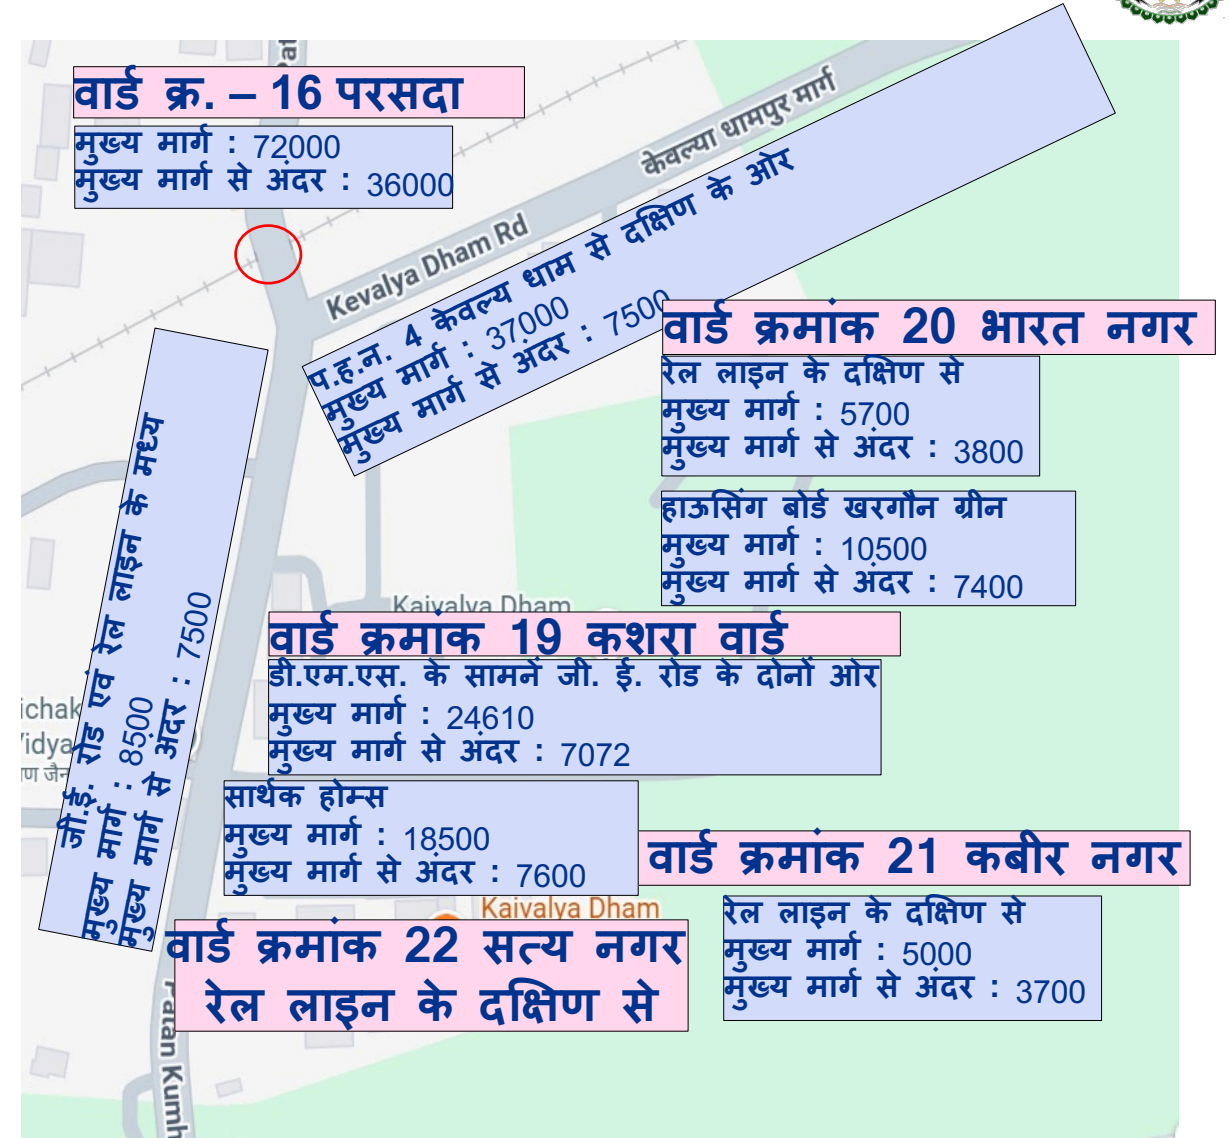 वार्ड क्र. – 16 परसदा
मुख्य मार्ग : 72000
मुख्य मार्ग से अंदर : 36000
केवल्या धामपुर मार्ग
Kevalya Dham Rd
प.ह.न. 4 केवल्य धाम से दक्षिण के ओर
मुख्य मार्ग : 37000
मुख्य मार्ग से अंदर : 7500
वार्ड क्रमांक 20 भारत नगर
रेल लाइन के दक्षिण से
मुख्य मार्ग : 5700
मुख्य मार्ग से अंदर : 3800
हाऊसिंग बोर्ड खरगौन ग्रीन
मुख्य मार्ग : 10500
मुख्य मार्ग से अंदर : 7400
जी.ई. रोड एवं रेल लाइन के मध्य
मुख्य मार्ग : 8500
मुख्य मार्ग से अंदर : 7500
Kaivalya Dham
वार्ड क्रमांक 19 कशरा वार्ड
डी.एम.एस. के सामने जी. ई. रोड के दोनों ओर
मुख्य मार्ग : 24610
मुख्य मार्ग से अंदर : 7072
सार्थक होम्स
मुख्य मार्ग : 18500
मुख्य मार्ग से अंदर : 7600
वार्ड क्रमांक 21 कबीर नगर
रेल लाइन के दक्षिण से
मुख्य मार्ग : 5000
मुख्य मार्ग से अंदर : 3700
Kaivalya Dham
वार्ड क्रमांक 22 सत्य नगर
रेल लाइन के दक्षिण से
Patan Kumh